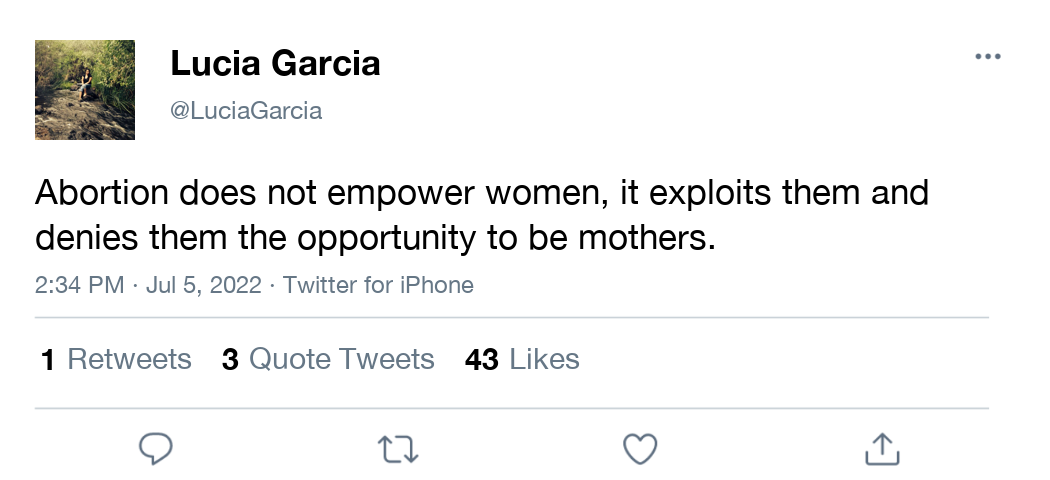 Lucia Garcia
@LuciaGarcia
Abortion does not empower women, it exploits them and
denies them the opportunity to be mothers.
2:34 PM · Jul 5, 2022 · Twitter for iPhone
1 Retweets 3 Quote Tweets 43 Likes